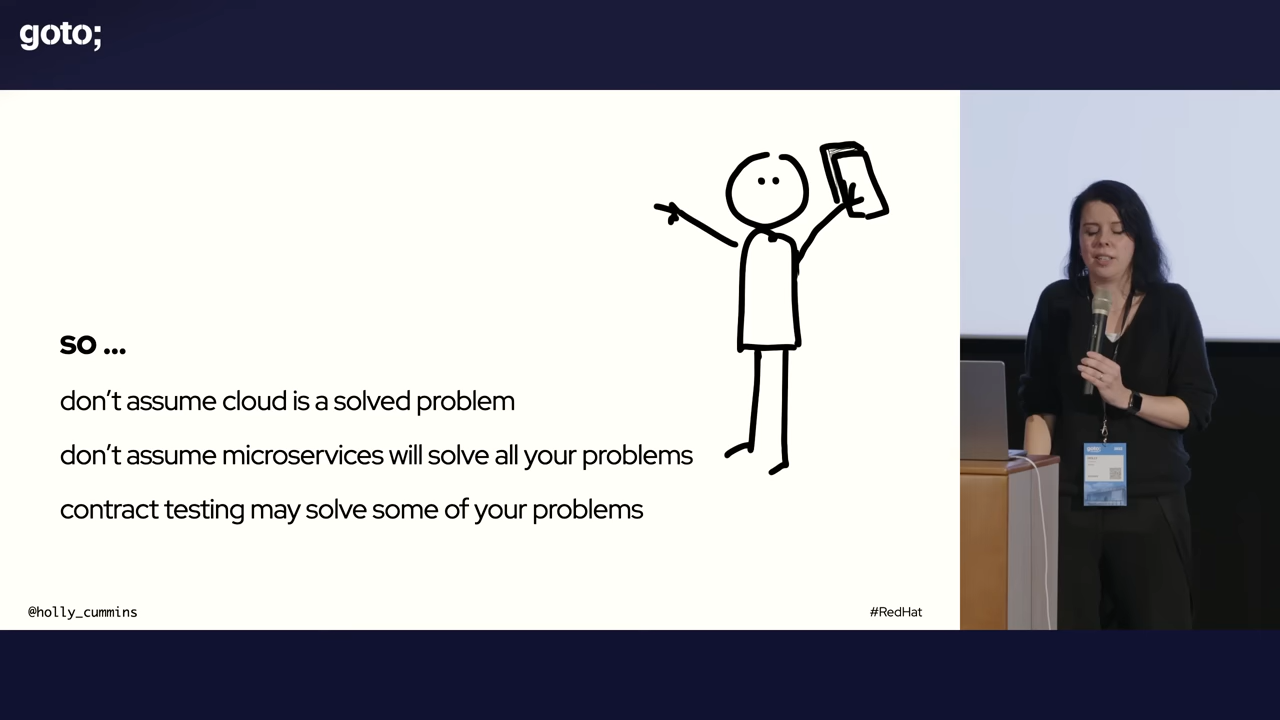 goto;
so ...
don't assume cloud is a solved problem
don't assume microservices will solve all your problems
contract testing may solve some of your problems
@holly_cummins
#RedHat
goto;